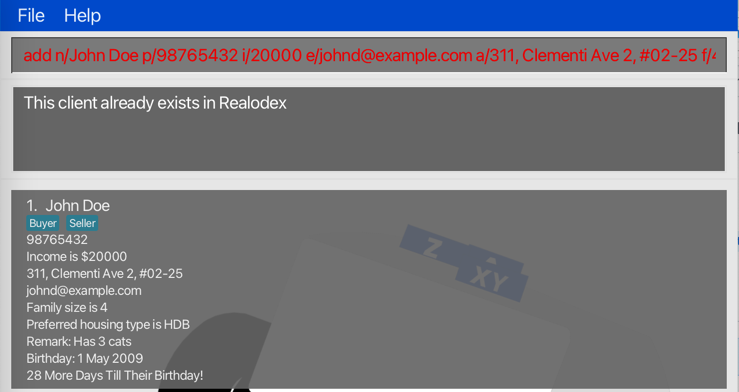 File Help
add n/John Doe p/98765432 i/20000 e/johnd@example.com a/311, Clementi Ave 2, #02-25 f/4
This client already exists in Realodex
1. John Doe
Buyer Seller
98765432
Income is $20000
311, Clementi Ave 2, #02-25
johnd@example.com
Family size is 4
Preferred housing type is HDB
Remark: Has 3 cats
Birthday: 1 May 2009
28 More Days Till Their Birthday!
Z
XY